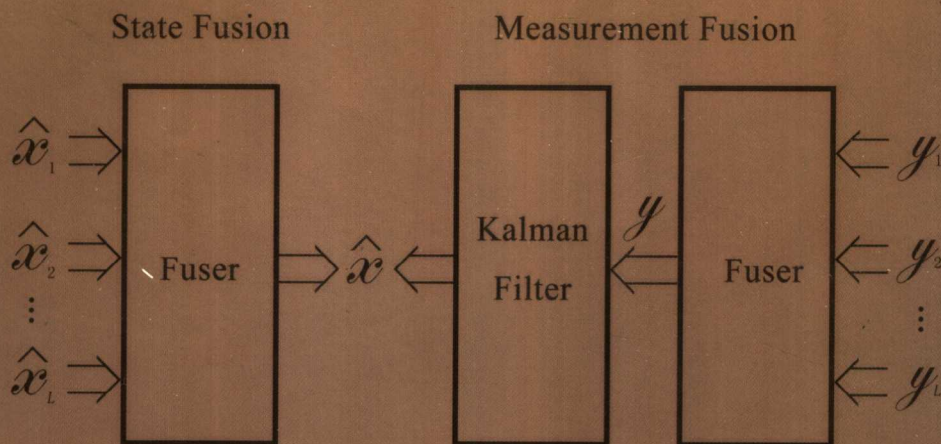 State Fusion
Measurement Fusion
x̂₁
x̂₂
⋮
x̂L
Fuser
x̂
Kalman
Filter
y
Fuser
y₁
y₂
⋮
yL